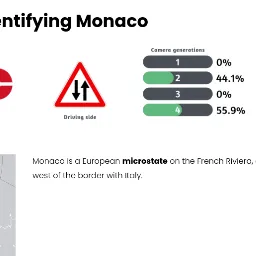 entifying Monaco
Camera generations
1 0%
2 44.1%
3 0%
4 55.9%
Driving side
Monaco is a European microstate on the French Riviera,
west of the border with Italy.